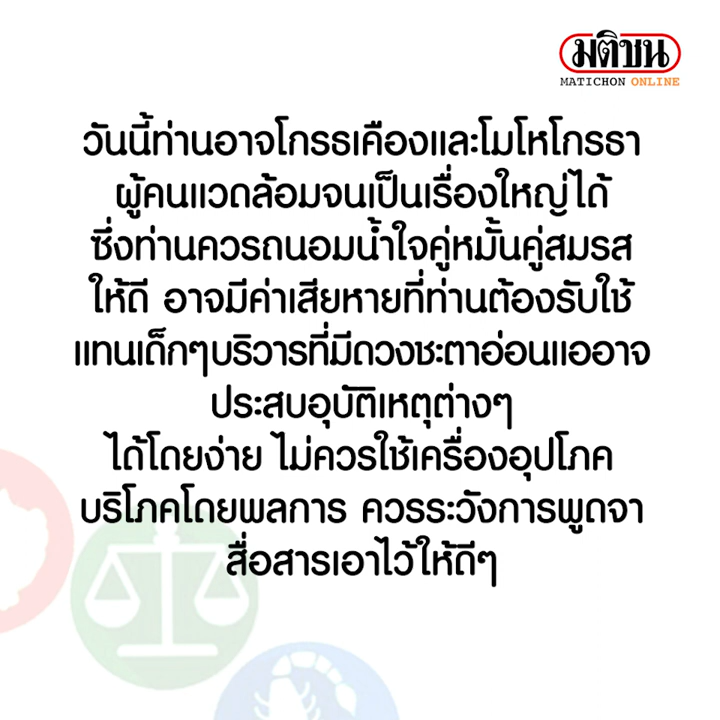 มติชน
MATICHON ONLINE
วันนี้ท่านอาจโกรธเคืองและโมโหโกรธา
ผู้คนแวดล้อมจนเป็นเรื่องใหญ่ได้
ซึ่งท่านควรถนอมน้ำใจคู่หมั้นคู่สมรส
ให้ดี อาจมีค่าเสียหายที่ท่านต้องรับใช้
แทนเด็กๆบริวารที่มีดวงชะตาอ่อนแออาจ
ประสบอุบัติเหตุต่างๆ
ได้โดยง่าย ไม่ควรใช้เครื่องอุปโภค
บริโภคโดยพลการ ควรระวังการพูดจา
สื่อสารเอาไว้ให้ดีๆ